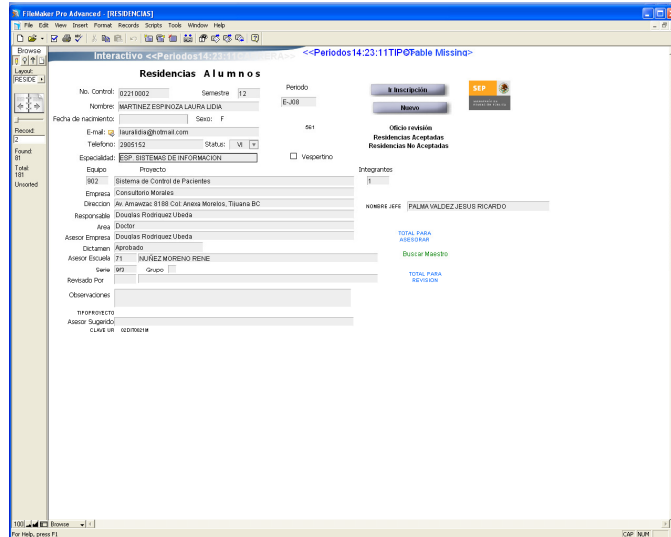 FileMaker Pro Advanced - [RESIDENCIAS]
File Edit View Insert Format Records Scripts Tools Window Help
Browse
Layout:
RESIDE
Record:
2
Found:
81
Total:
181
Unsorted
Interactivo <<Periodos14:23:11
<<Periodos14:23:11TIPO
Table Missing>
Residencias Alumnos
No. Control: 02210002 Semestre 12
Periodo
E-J08
Nombre: MARTINEZ ESPINOZA LAURA LIDIA
Fecha de nacimiento: Sexo: F
561
E-mail: lauralidia@hotmail.com
Telefono: 2905152 Status: VI
Especialidad: ESP. SISTEMAS DE INFORMACION
Vespertino
Ir Inscripción
Nuevo
SEP
Oficio revisión
Residencias Aceptadas
Residencias No Aceptadas
Equipo Proyecto Integrantes
902 Sistema de Control de Pacientes 1
Empresa Consultorio Morales
Direccion Av. Amawzac 8188 Col. Anexa Morelos, Tijuana BC
NOMBRE JEFE PALMA VALDEZ JESUS RICARDO
Responsable Douglas Rodriguez Ubeda
Area Doctor
Asesor Empresa Douglas Rodriguez Ubeda
Dictamen Aprobado
Asesor Escuela 71 NUÑEZ MORENO RENE
Serie 9f3 Grupo
Revisado Por
TOTAL PARA
ASESORAR
Buscar Maestro
TOTAL PARA
REVISION
Observaciones
TIPOPROYECTO
Asesor Sugerido
CLAVE UR 02DIT0021M
100 Browse
For Help, press F1
CAP NUM